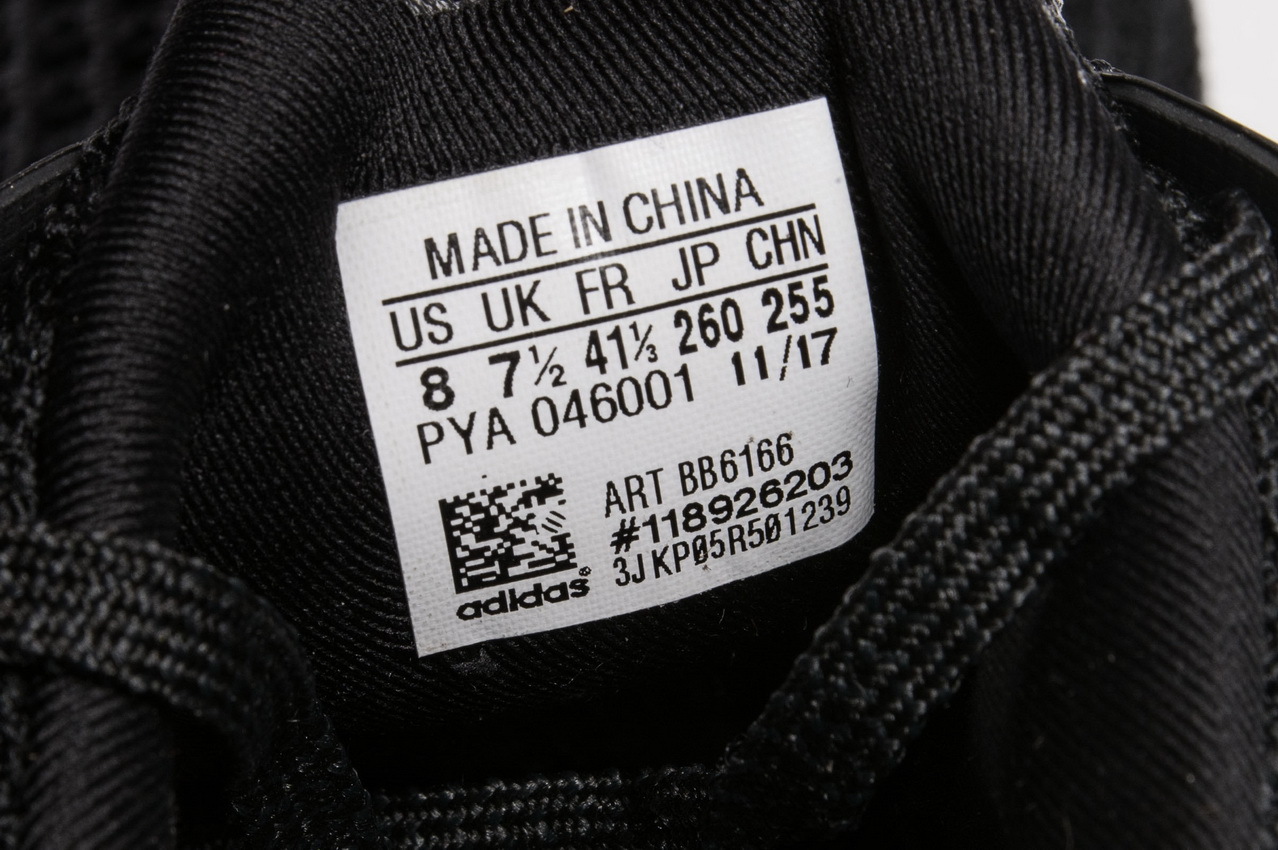 MADE IN CHINA
US UK FR JP CHN
8 7½ 41⅓ 260 255
PYA 046001 11/17
ART BB6166
#118926203
3JKP05R501239
adidas®